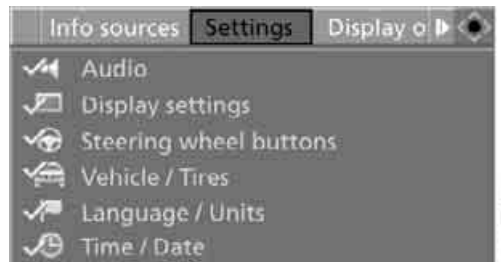 Info sources Settings Display o
Audio
Display settings
Steering wheel buttons
Vehicle / Tires
Language / Units
Time / Date